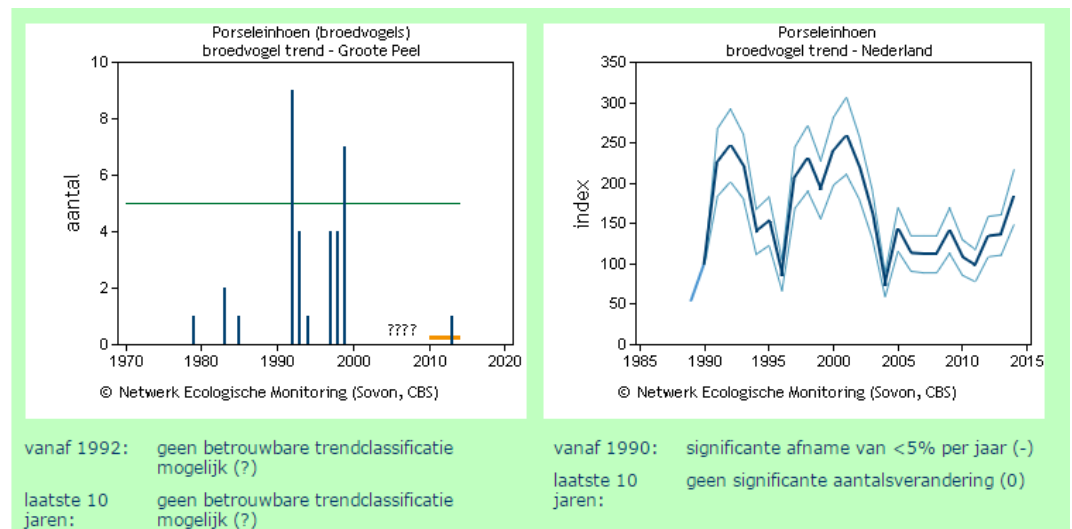 Porseleinhoen (broedvogels)
broedvogel trend - Groote Peel
10
8
6
4
2
0
aantal
????
1970 1980 1990 2000 2010 2020
© Netwerk Ecologische Monitoring (Sovon, CBS)
Porseleinhoen
broedvogel trend - Nederland
350
300
250
200
150
100
50
0
index
1985 1990 1995 2000 2005 2010 2015
© Netwerk Ecologische Monitoring (Sovon, CBS)
vanaf 1992: geen betrouwbare trendclassificatie
mogelijk (?)
laatste 10 geen betrouwbare trendclassificatie
jaren: mogelijk (?)
vanaf 1990: significante afname van <5% per jaar (-)
laatste 10 geen significante aantalsverandering (0)
jaren: